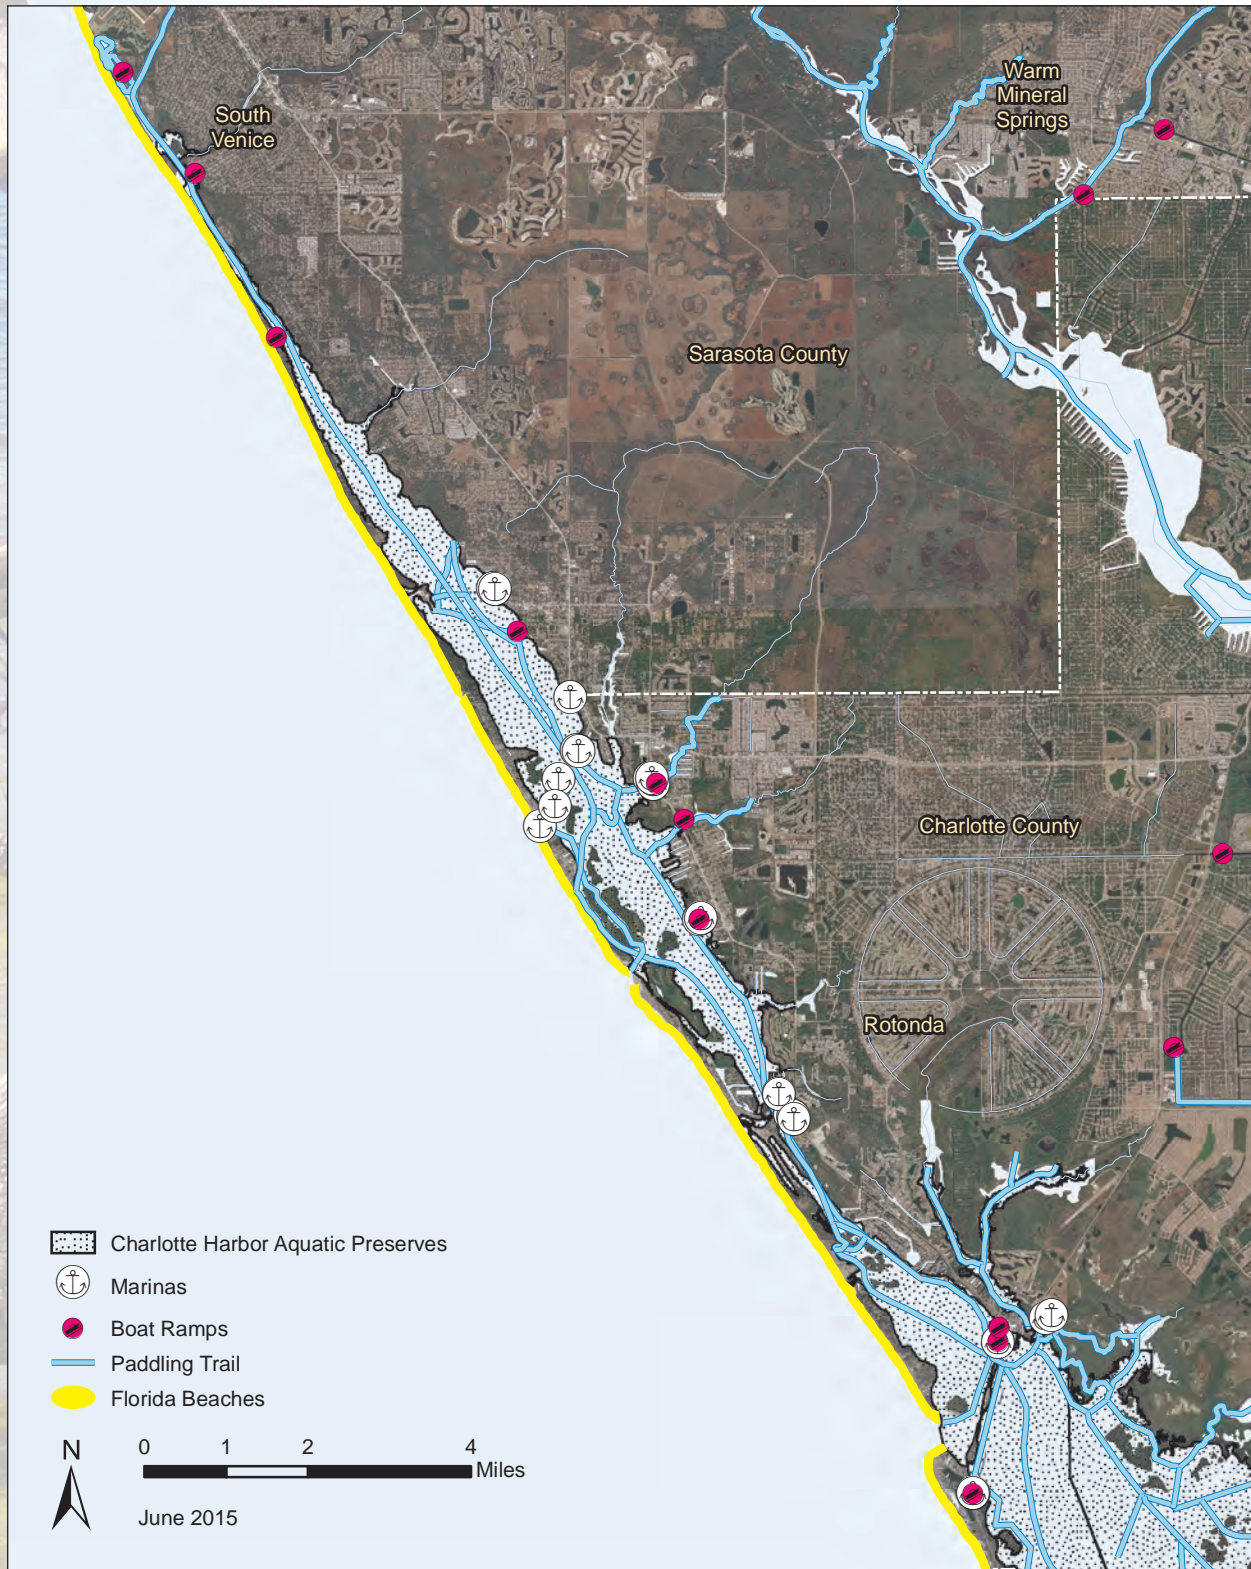 South
Venice
Warm
Mineral
Springs
Sarasota County
Charlotte County
Rotonda
Charlotte Harbor Aquatic Preserves
Marinas
Boat Ramps
Paddling Trail
Florida Beaches
N
0 1 2 4
Miles
June 2015